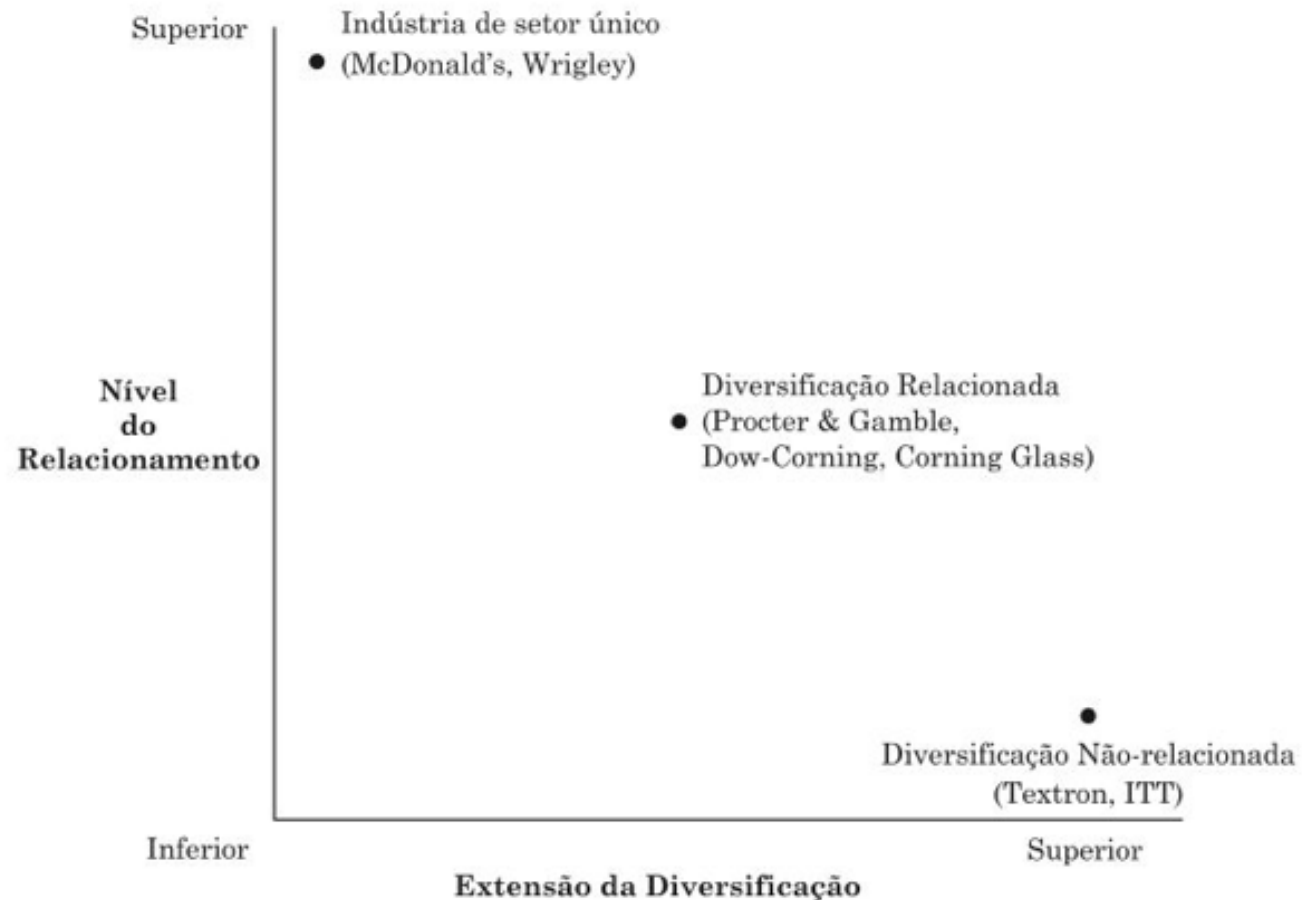 Superior
Indústria de setor único
(McDonald's, Wrigley)
Nível
do
Relacionamento
Diversificação Relacionada
(Procter & Gamble,
Dow-Corning, Corning Glass)
Diversificação Não-relacionada
(Textron, ITT)
Inferior
Superior
Extensão da Diversificação